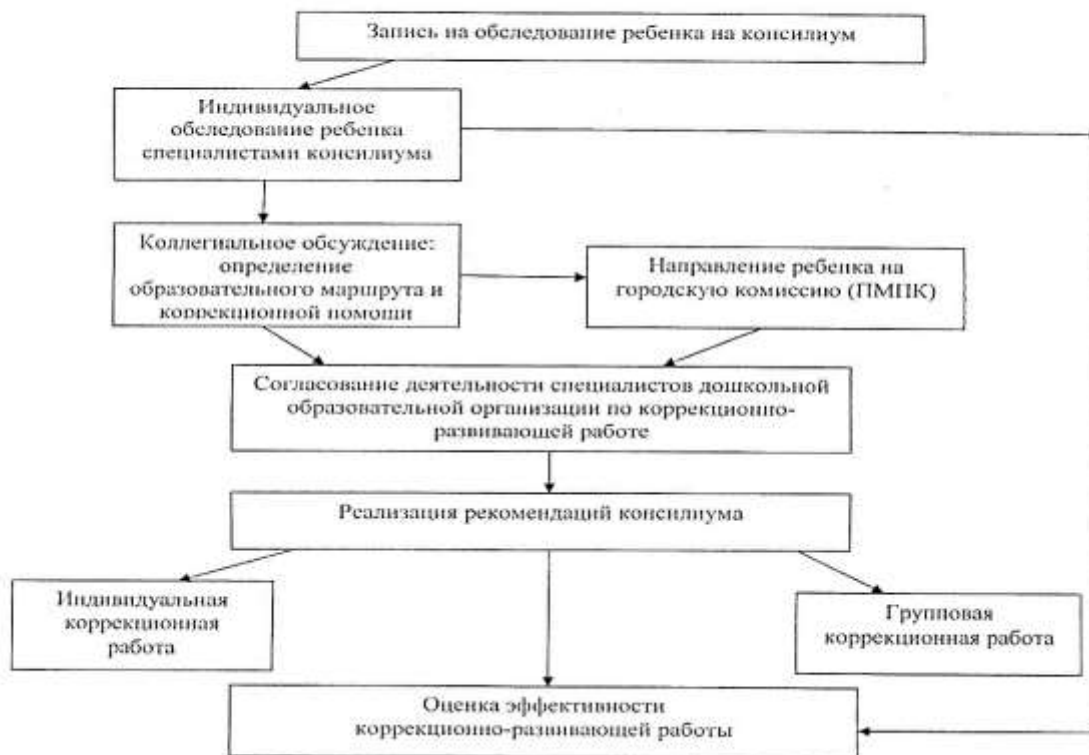 Запись на обследование ребенка на консилиум
Индивидуальное
обследование ребенка
специалистами консилиума
Коллегиальное обсуждение:
определение
образовательного маршрута и
коррекционной помощи
Направление ребенка на
городскую комиссию (ПМПК)
Согласование деятельности специалистов дошкольной
образовательной организации по коррекционно-
развивающей работе
Реализация рекомендаций консилиума
Индивидуальная
коррекционная
работа
Групповая
коррекционная работа
Оценка эффективности
коррекционно-развивающей работы